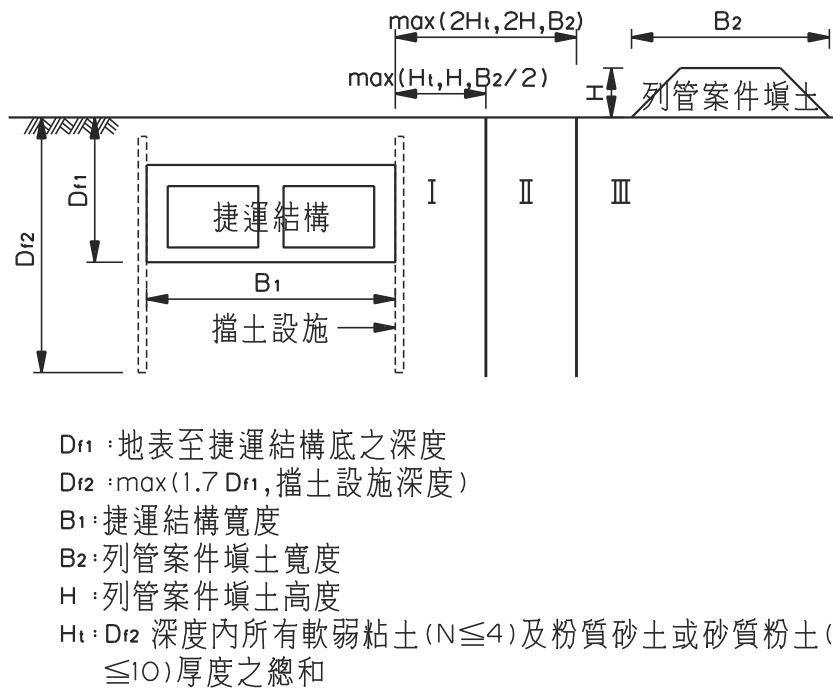 max(2Ht,2H,B2)
B2
max(Ht,H,B2/2)
H
列管案件塡土
Df1
Df2
捷運結構
I
II
III
B1
擋土設施
Df1:地表至捷運結構底之深度
Df2:max(1.7 Df1,擋土設施深度)
B1:捷運結構寬度
B2:列管案件塡土寬度
H:列管案件塡土高度
Ht:Df2 深度內所有軟弱粘土(N≦4)及粉質砂土或砂質粉土(
≦10)厚度之總和